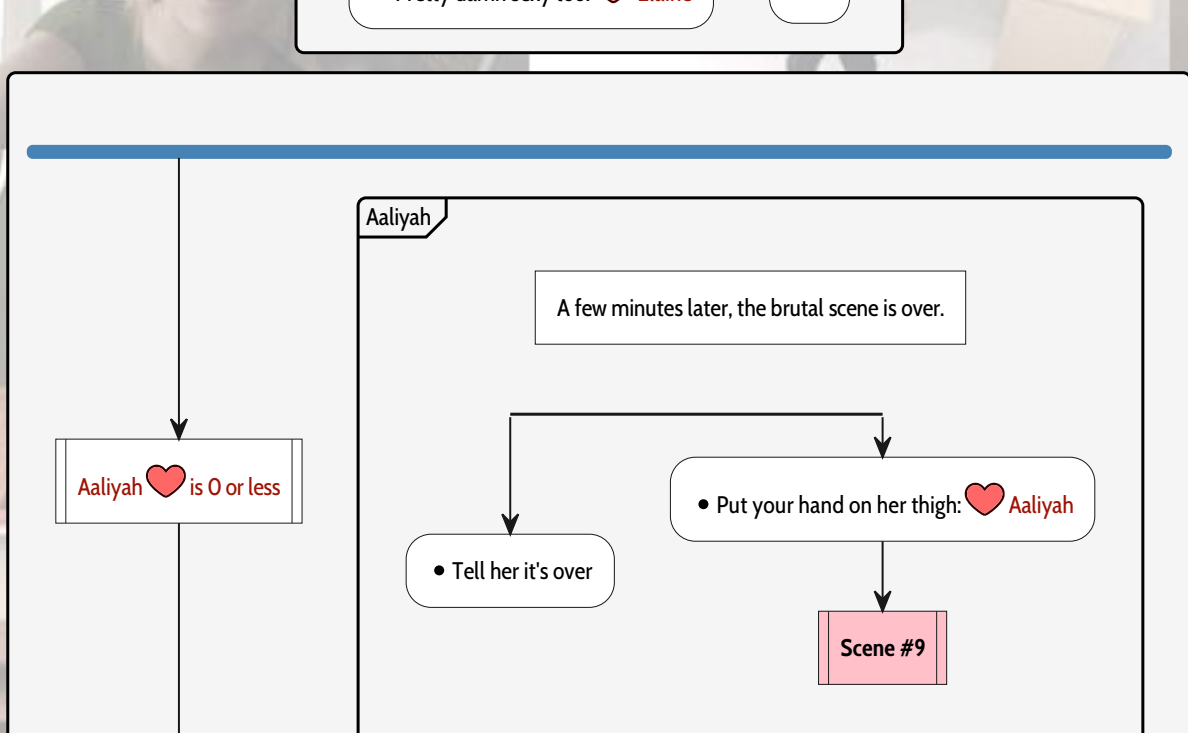 Elaine
Aaliyah
A few minutes later, the brutal scene is over.
Aaliyah is 0 or less
• Put your hand on her thigh: Aaliyah
• Tell her it's over
Scene #9